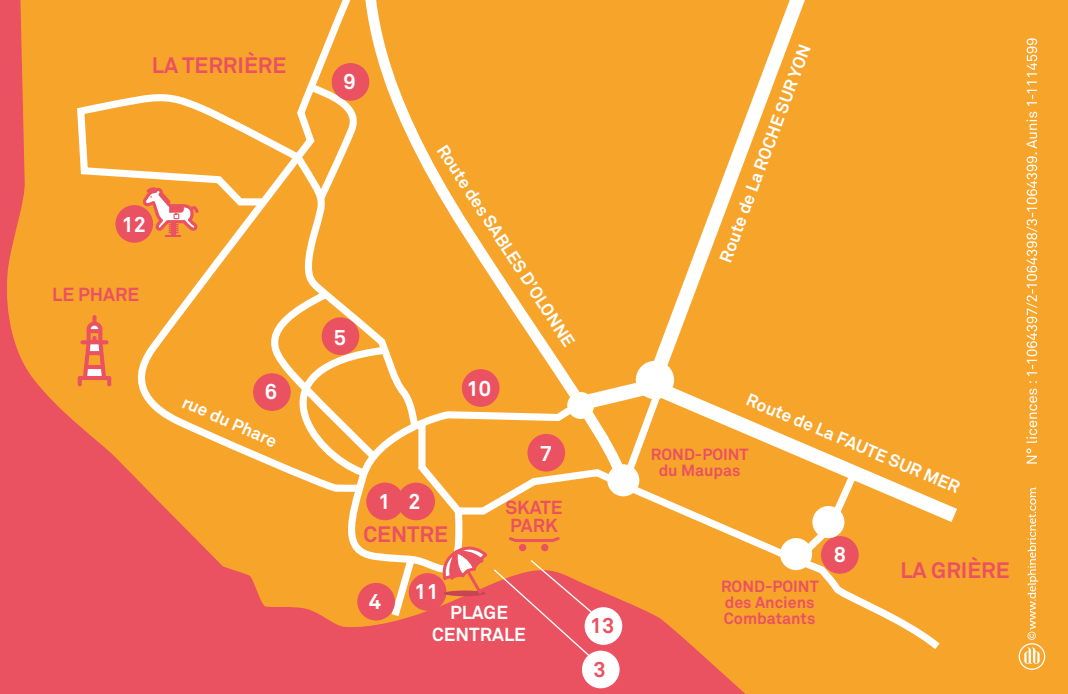 LA TERRIÈRE
9
Route de La ROCHE SUR YON
Route des SABLES D'OLONNE
12
LE PHARE
5
6
10
rue du Phare
Route de La FAUTE SUR MER
7
ROND-POINT
du Maupas
1
2
CENTRE
SKATE
PARK
8
LA GRIÈRE
4
11
ROND-POINT
des Anciens
Combatants
PLAGE
CENTRALE
13
3
©www.delphinebricnet.com
N° licences : 1-1064397/2-1064398/3-1064399. Aunis 1-1114599